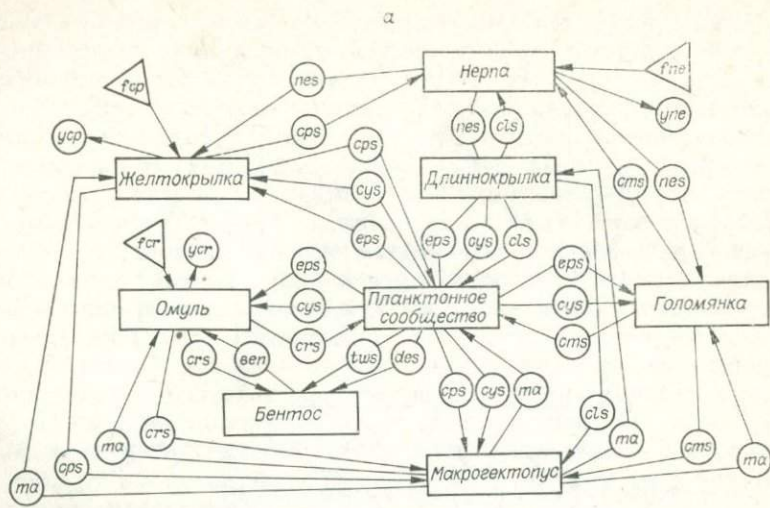 а
Нерпа
fne
fcp
nes
ycp
cps
cps
nes
cls
yne
Желтокрылка
Длиннокрылка
cys
cms
nes
eps
eps
cys
cls
fcr
ycr
eps
eps
Омуль
cys
Планктонное
сообщество
cys
Голомянка
crs
cms
crs
ben
tws
des
Бентос
cps
cys
ma
cls
ma
crs
ma
cms
ma
ma
cps
Макрогектопус